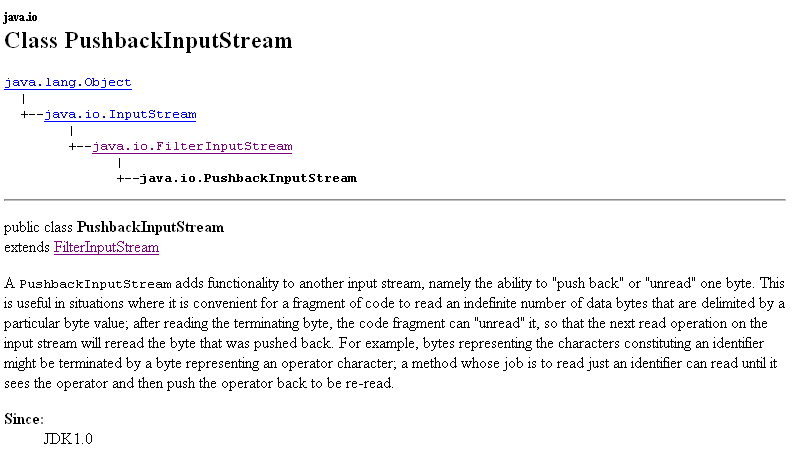 java.io
Class PushbackInputStream
java.lang.Object
|
+--java.io.InputStream
|
+--java.io.FilterInputStream
|
+--java.io.PushbackInputStream
public class PushbackInputStream
extends FilterInputStream
A PushbackInputStream adds functionality to another input stream, namely the ability to "push back" or "unread" one byte. This
is useful in situations where it is convenient for a fragment of code to read an indefinite number of data bytes that are delimited by a
particular byte value; after reading the terminating byte, the code fragment can "unread" it, so that the next read operation on the
input stream will reread the byte that was pushed back. For example, bytes representing the characters constituting an identifier
might be terminated by a byte representing an operator character; a method whose job is to read just an identifier can read until it
sees the operator and then push the operator back to be re-read.
Since:
JDK1.0